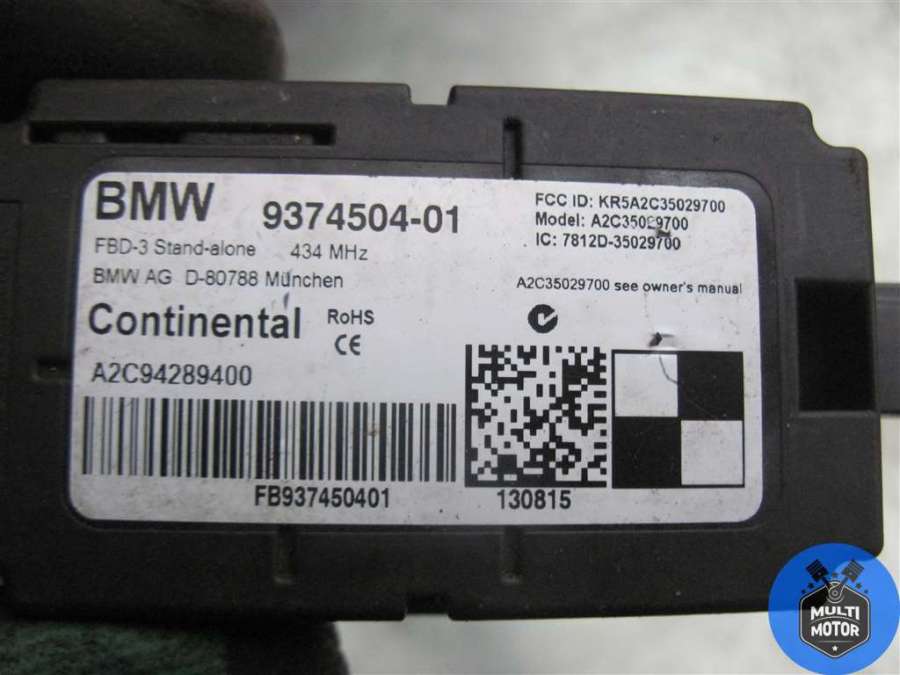 BMW 9374504-01
FBD-3 Stand-alone 434 MHz
BMW AG D-80788 München
FCC ID: KR5A2C35029700
Model: A2C35029700
IC: 7812D-35029700
A2C35029700 see owner's manual
Continental RoHS
CE
A2C94289400
FB937450401
130815
MULTI
MOTOR